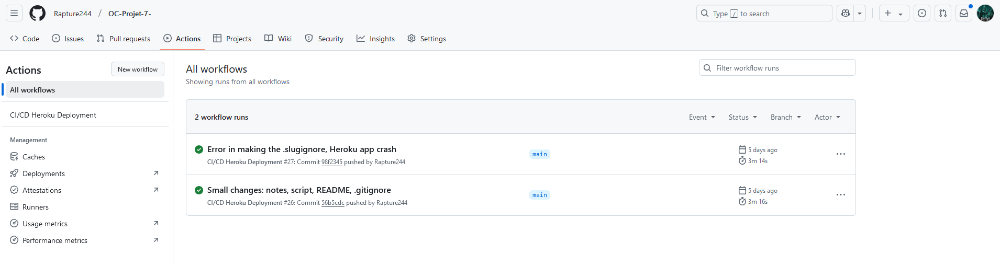 Rapture244 / OC-Projet-7-
Type / to search
Code
Issues
Pull requests
Actions
Projects
Wiki
Security
Insights
Settings
Actions
New workflow
All workflows
CI/CD Heroku Deployment
Management
Caches
Deployments
Attestations
Runners
Usage metrics
Performance metrics
All workflows
Showing runs from all workflows
Filter workflow runs
2 workflow runs
Event
Status
Branch
Actor
Error in making the .slugignore, Heroku app crash
CI/CD Heroku Deployment #27: Commit 98f2345 pushed by Rapture244
main
5 days ago
3m 14s
Small changes: notes, script, README, .gitignore
CI/CD Heroku Deployment #26: Commit 56b5cdc pushed by Rapture244
main
5 days ago
3m 16s